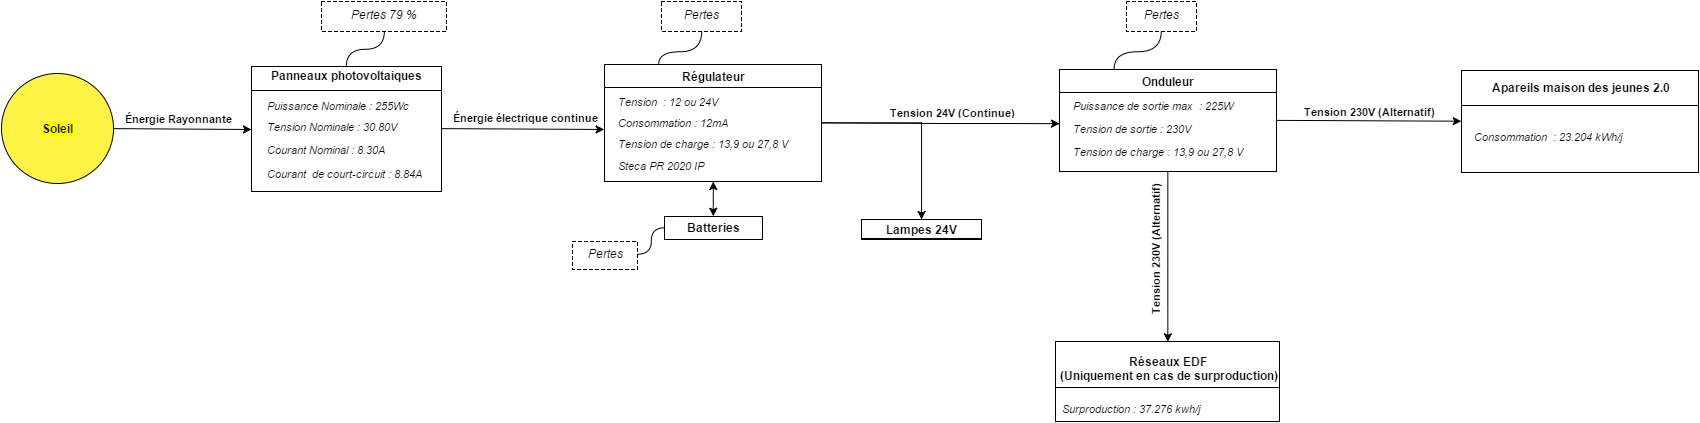 Pertes 79 %
Pertes
Pertes
Soleil
Énergie Rayonnante
Panneaux photovoltaiques
Puissance Nominale : 255Wc
Tension Nominale : 30.80V
Courant Nominal : 8.30A
Courant de court-circuit : 8.84A
Énergie électrique continue
Régulateur
Tension : 12 ou 24V
Consommation : 12mA
Tension de charge : 13,9 ou 27,8 V
Steca PR 2020 IP
Batteries
Pertes
Tension 24V (Continue)
Lampes 24V
Onduleur
Puissance de sortie max : 225W
Tension de sortie : 230V
Tension de charge : 13,9 ou 27,8 V
Tension 230V (Alternatif)
Appareils maison des jeunes 2.0
Consommation : 23.204 kWh/j
Tension 230V (Alternatif)
Réseaux EDF
(Uniquement en cas de surproduction)
Surproduction : 37.276 kwh/j